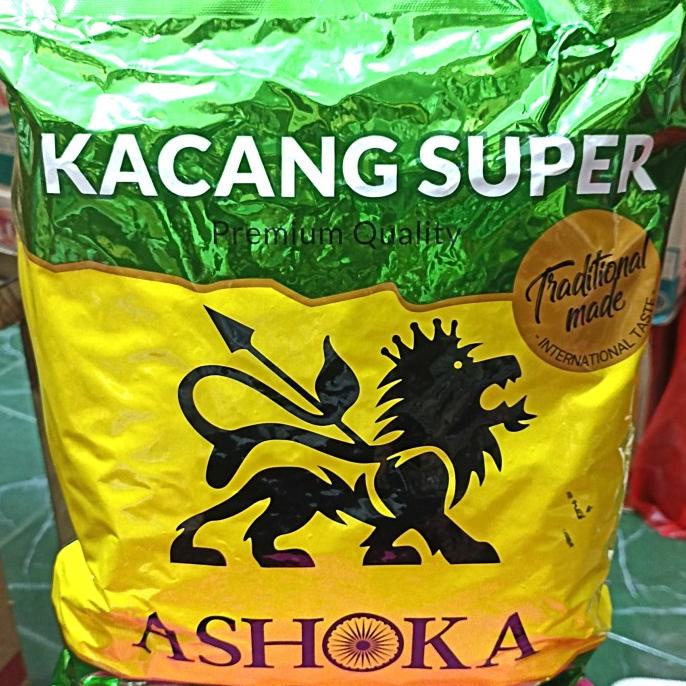 KACANG SUPER
Premium Quality
Traditional
made
- INTERNATIONAL TASTE
ASHOKA